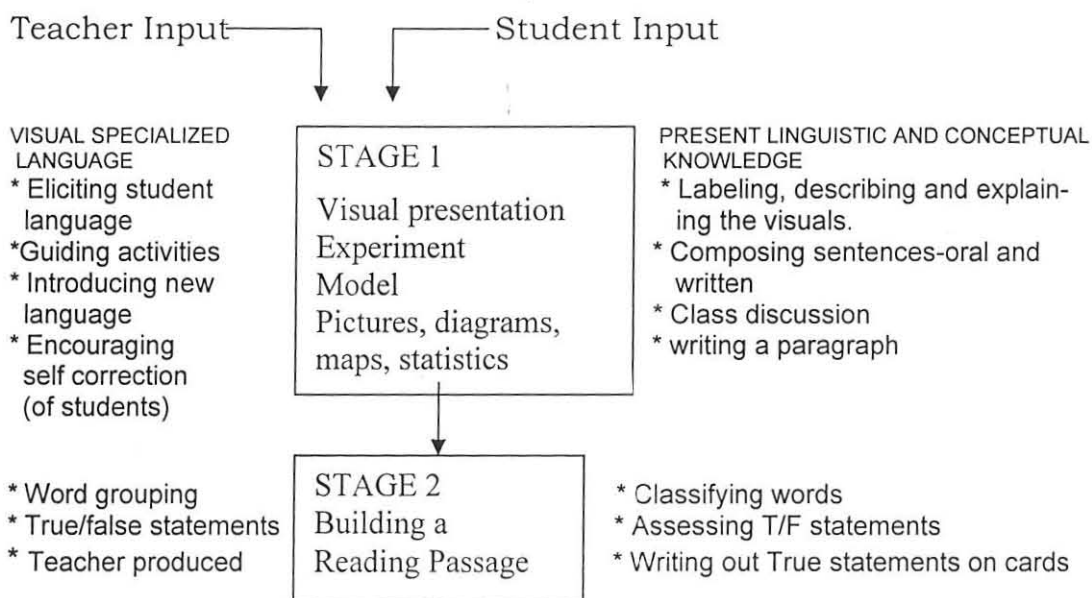 Teacher Input
Student Input
VISUAL SPECIALIZED
LANGUAGE
* Eliciting student
language
*Guiding activities
* Introducing new
language
* Encouraging
self correction
(of students)
STAGE 1
Visual presentation
Experiment
Model
Pictures, diagrams,
maps, statistics
PRESENT LINGUISTIC AND CONCEPTUAL
KNOWLEDGE
* Labeling, describing and explain-
ing the visuals.
* Composing sentences-oral and
written
* Class discussion
* writing a paragraph
* Word grouping
* True/false statements
* Teacher produced
STAGE 2
Building a
Reading Passage
* Classifying words
* Assessing T/F statements
* Writing out True statements on cards